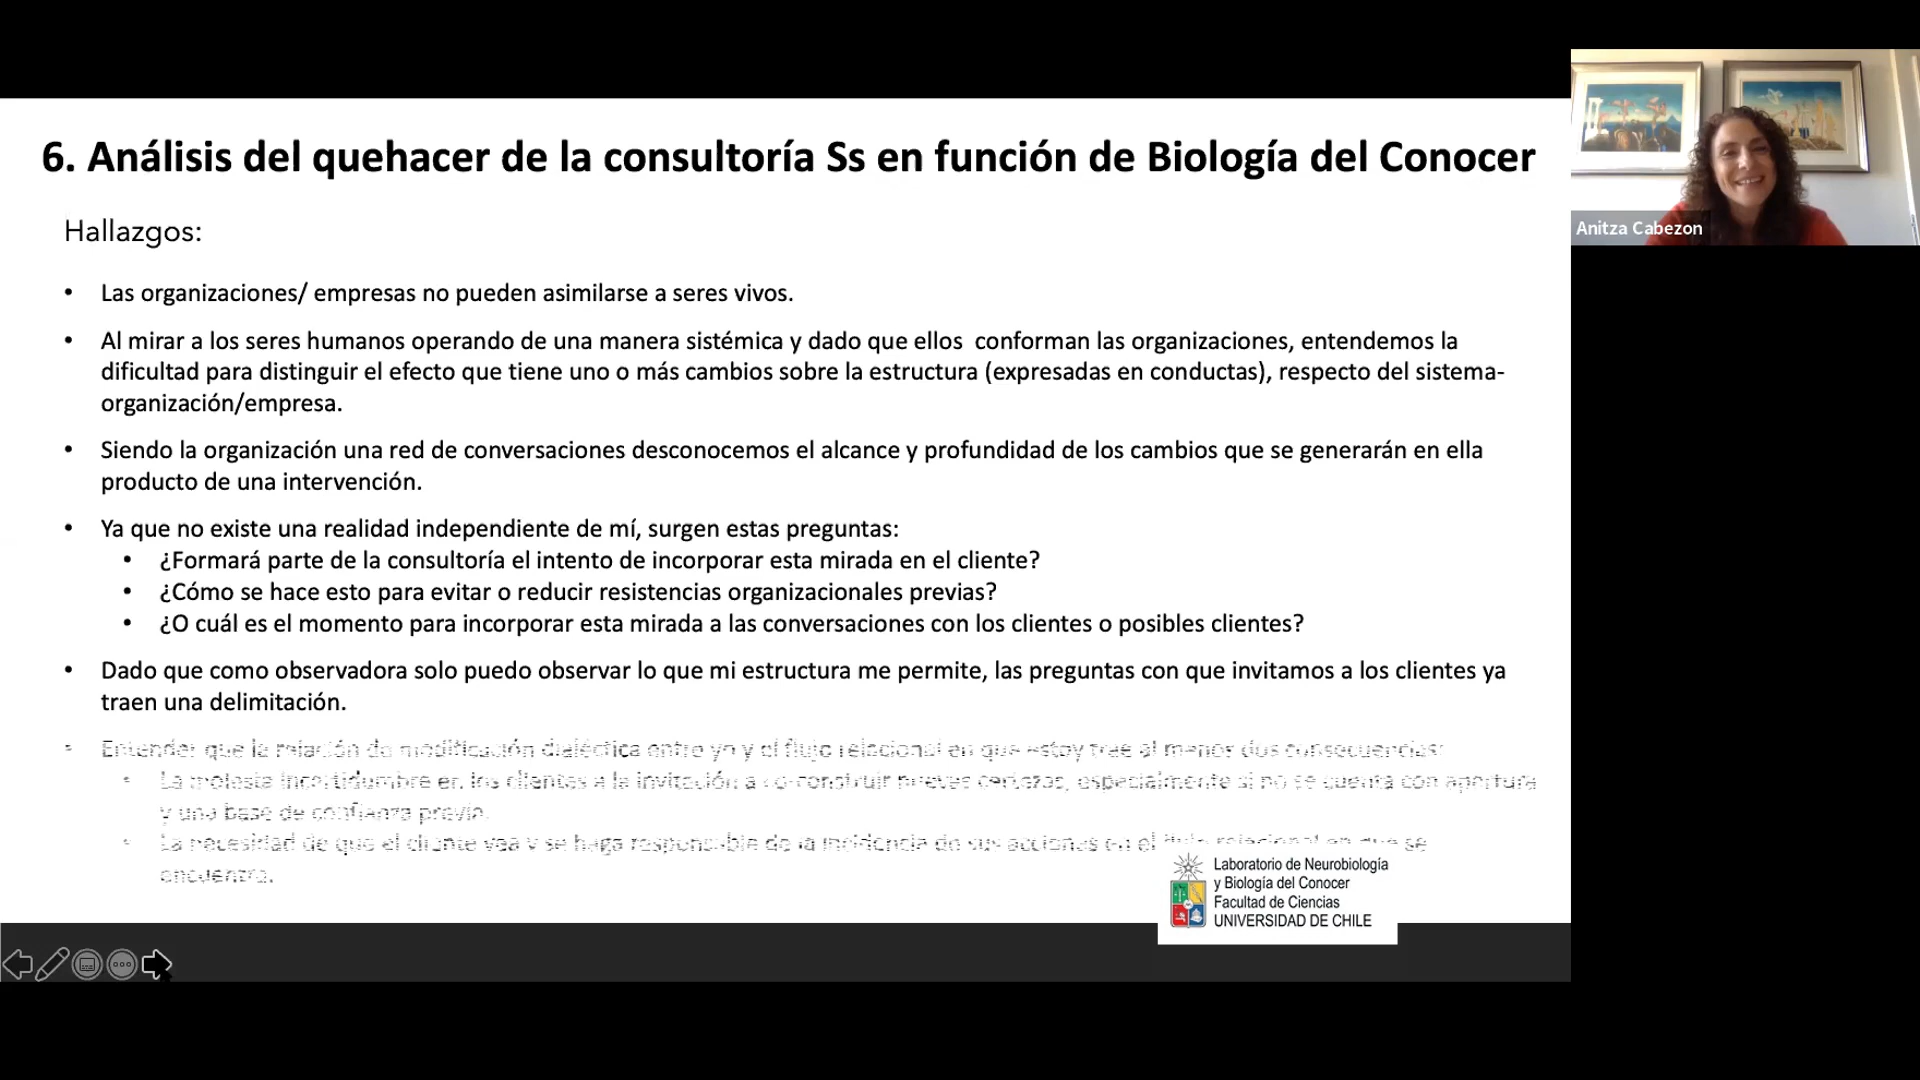 6. Análisis del quehacer de la consultoría Ss en función de Biología del Conocer
Anitza Cabezon
Hallazgos:
• Las organizaciones/ empresas no pueden asimilarse a seres vivos.
• Al mirar a los seres humanos operando de una manera sistémica y dado que ellos conforman las organizaciones, entendemos la
dificultad para distinguir el efecto que tiene uno o más cambios sobre la estructura (expresadas en conductas), respecto del sistema-
organización/empresa.
• Siendo la organización una red de conversaciones desconocemos el alcance y profundidad de los cambios que se generarán en ella
producto de una intervención.
• Ya que no existe una realidad independiente de mí, surgen estas preguntas:
• ¿Formará parte de la consultoría el intento de incorporar esta mirada en el cliente?
• ¿Cómo se hace esto para evitar o reducir resistencias organizacionales previas?
• ¿O cuál es el momento para incorporar esta mirada a las conversaciones con los clientes o posibles clientes?
• Dado que como observadora solo puedo observar lo que mi estructura me permite, las preguntas con que invitamos a los clientes ya
traen una delimitación.
• Entender que la relación de modificación dialéctica entre yo y el flujo relacional en que estoy trae al menos dos consecuencias:
• La molesta incertidumbre en los clientes a la invitación a co-construir nuevas certezas, especialmente si no se cuenta con apertura
y una base de confianza previa.
• La necesidad de que el cliente vea y se haga responsable de la incidencia de sus acciones en el flujo relacional en que se
encuentra.
Laboratorio de Neurobiología
y Biología del Conocer
Facultad de Ciencias
UNIVERSIDAD DE CHILE